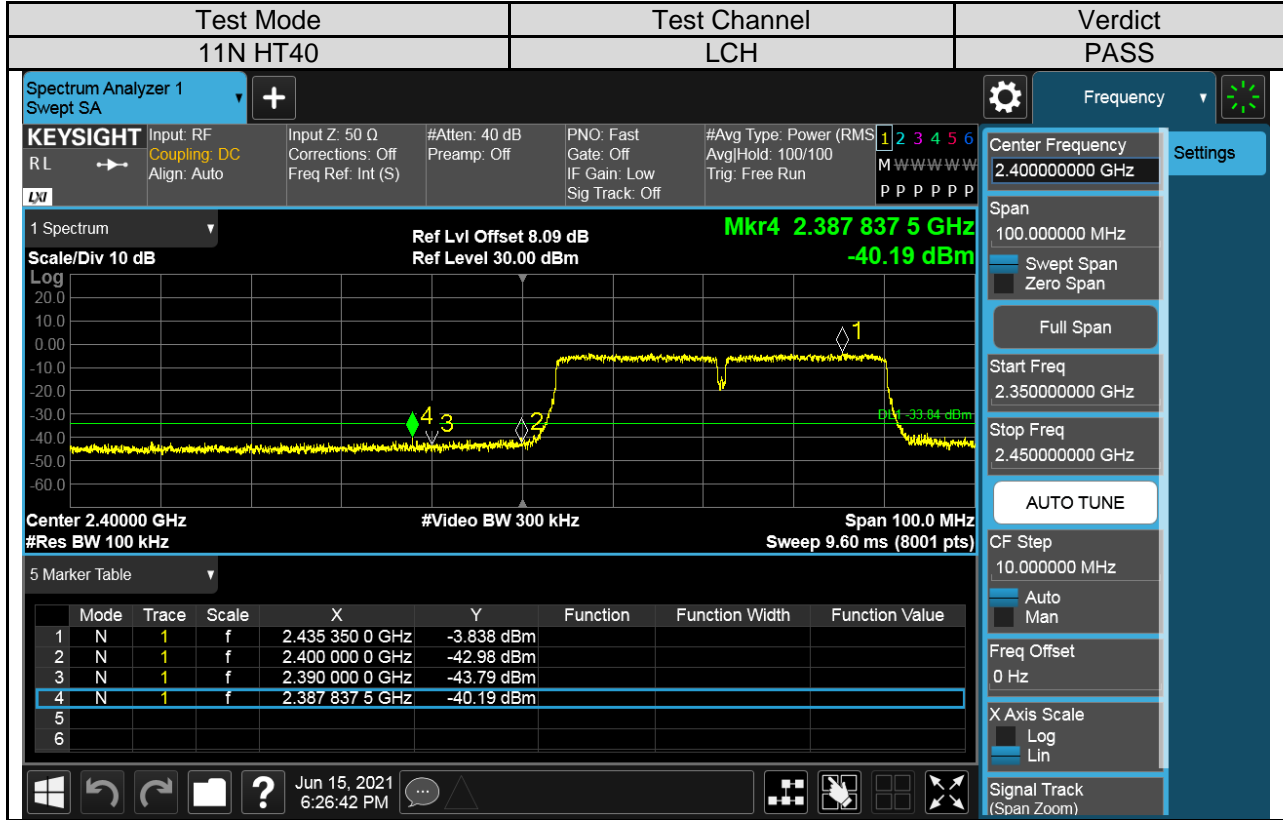 Test Mode Test Channel Verdict
11N HT40 LCH PASS
Spectrum Analyzer 1
Swept SA
Frequency
KEYSIGHT
R L
LXI
Input: RF
Coupling: DC
Align: Auto
Input Z: 50 Ω
Corrections: Off
Freq Ref: Int (S)
#Atten: 40 dB
Preamp: Off
PNO: Fast
Gate: Off
IF Gain: Low
Sig Track: Off
#Avg Type: Power (RMS
Avg|Hold: 100/100
Trig: Free Run
1 2 3 4 5 6
M W W W W W
P P P P P P
1 Spectrum
Scale/Div 10 dB
Ref Lvl Offset 8.09 dB
Ref Level 30.00 dBm
Mkr4 2.387 837 5 GHz
-40.19 dBm
Log
20.0
10.0
0.00
-10.0
-20.0
-30.0
-40.0
-50.0
-60.0
1
4
3
2
DL1 -33.84 dBm
Center 2.40000 GHz
#Res BW 100 kHz
#Video BW 300 kHz
Span 100.0 MHz
Sweep 9.60 ms (8001 pts)
5 Marker Table
Mode Trace Scale X Y Function Function Width Function Value
1 N 1 f 2.435 350 0 GHz -3.838 dBm
2 N 1 f 2.400 000 0 GHz -42.98 dBm
3 N 1 f 2.390 000 0 GHz -43.79 dBm
4 N 1 f 2.387 837 5 GHz -40.19 dBm
5
6
Jun 15, 2021
6:26:42 PM
Center Frequency
2.400000000 GHz
Settings
Span
100.000000 MHz
Swept Span
Zero Span
Full Span
Start Freq
2.350000000 GHz
Stop Freq
2.450000000 GHz
AUTO TUNE
CF Step
10.000000 MHz
Auto
Man
Freq Offset
0 Hz
X Axis Scale
Log
Lin
Signal Track
(Span Zoom)